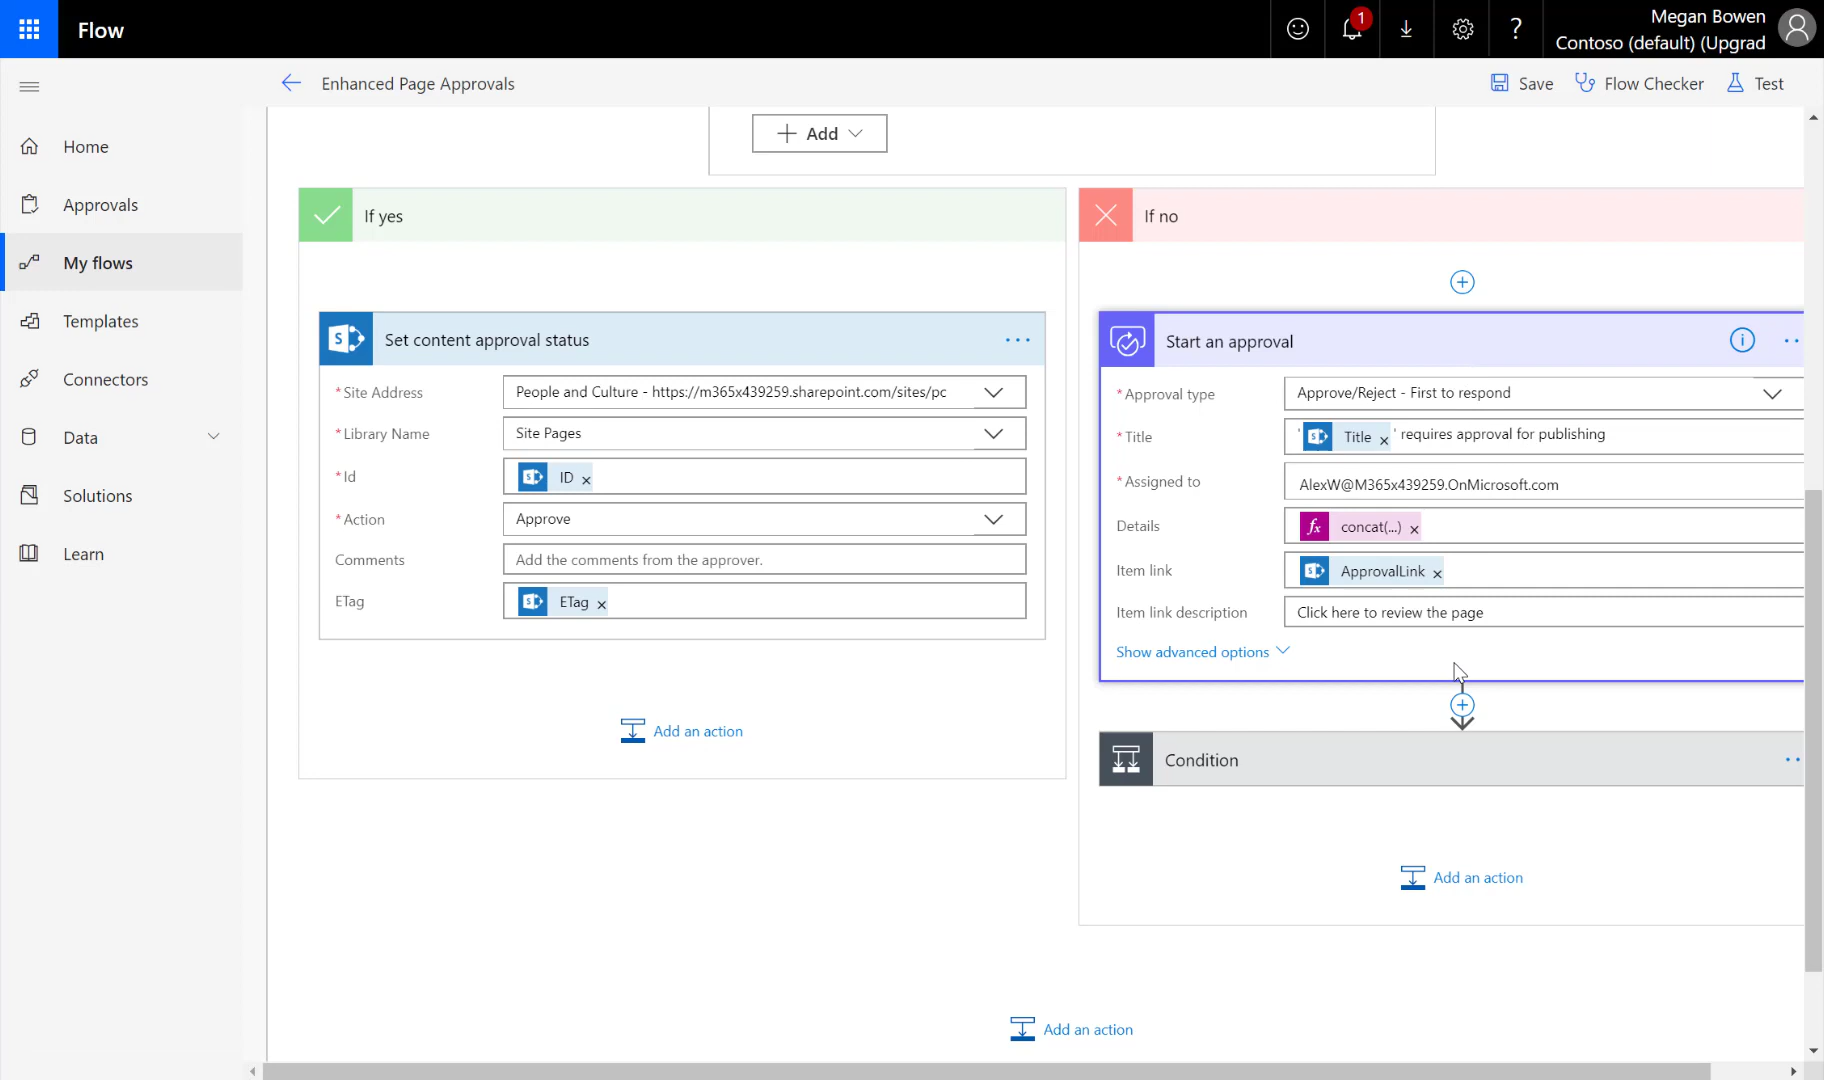 Flow
1
?
Megan Bowen
Contoso (default) (Upgrad
Enhanced Page Approvals
Save
Flow Checker
Test
Home
Approvals
My flows
Templates
Connectors
Data
Solutions
Learn
Add
If yes
Set content approval status
...
*Site Address
People and Culture - https://m365x439259.sharepoint.com/sites/pc
*Library Name
Site Pages
*Id
S ID ×
*Action
Approve
Comments
Add the comments from the approver.
ETag
S ETag ×
Add an action
If no
Start an approval
*Approval type
Approve/Reject - First to respond
*Title
' S Title × ' requires approval for publishing
*Assigned to
AlexW@M365x439259.OnMicrosoft.com
Details
fx concat(...) ×
Item link
S ApprovalLink ×
Item link description
Click here to review the page
Show advanced options
Condition
Add an action
Add an action